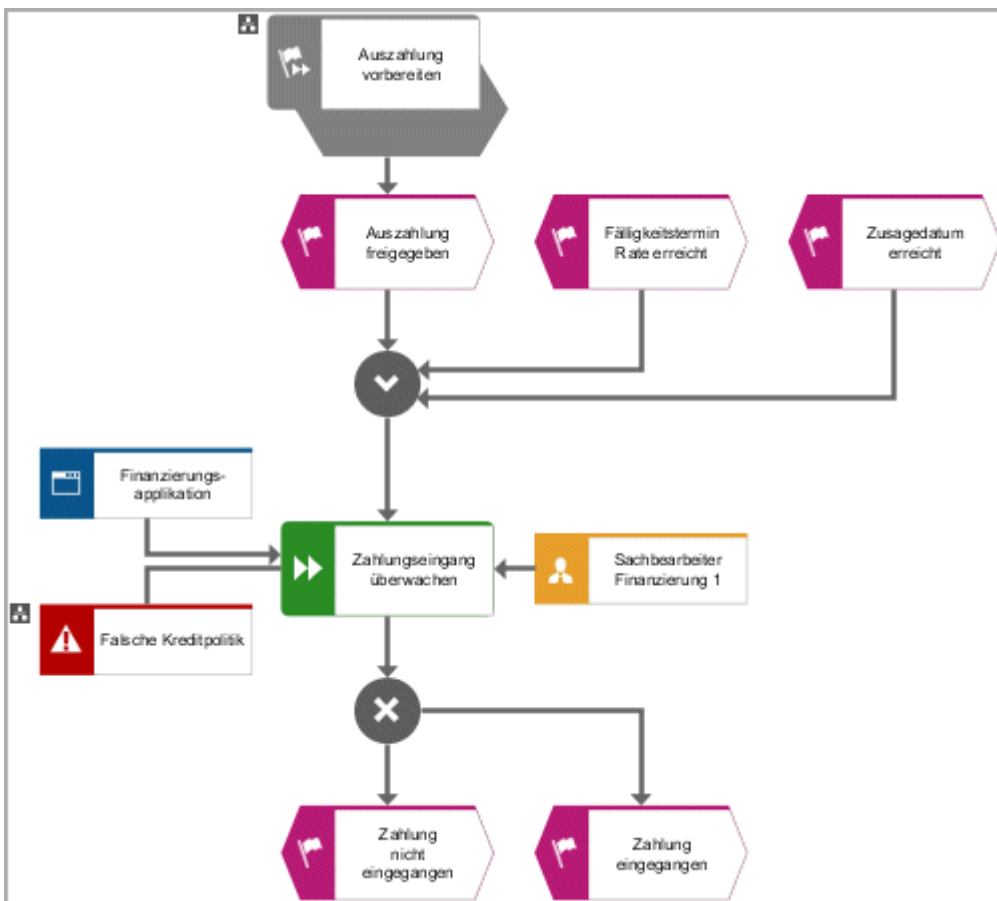 Auszahlung
vorbereiten
Auszahlung
freigegeben
Fälligkeitstermin
Rate erreicht
Zusagedatum
erreicht
Finanzierungs-
applikation
Zahlungseingang
überwachen
Sachbearbeiter
Finanzierung 1
Falsche Kreditpolitik
Zahlung
nicht
eingegangen
Zahlung
eingegangen